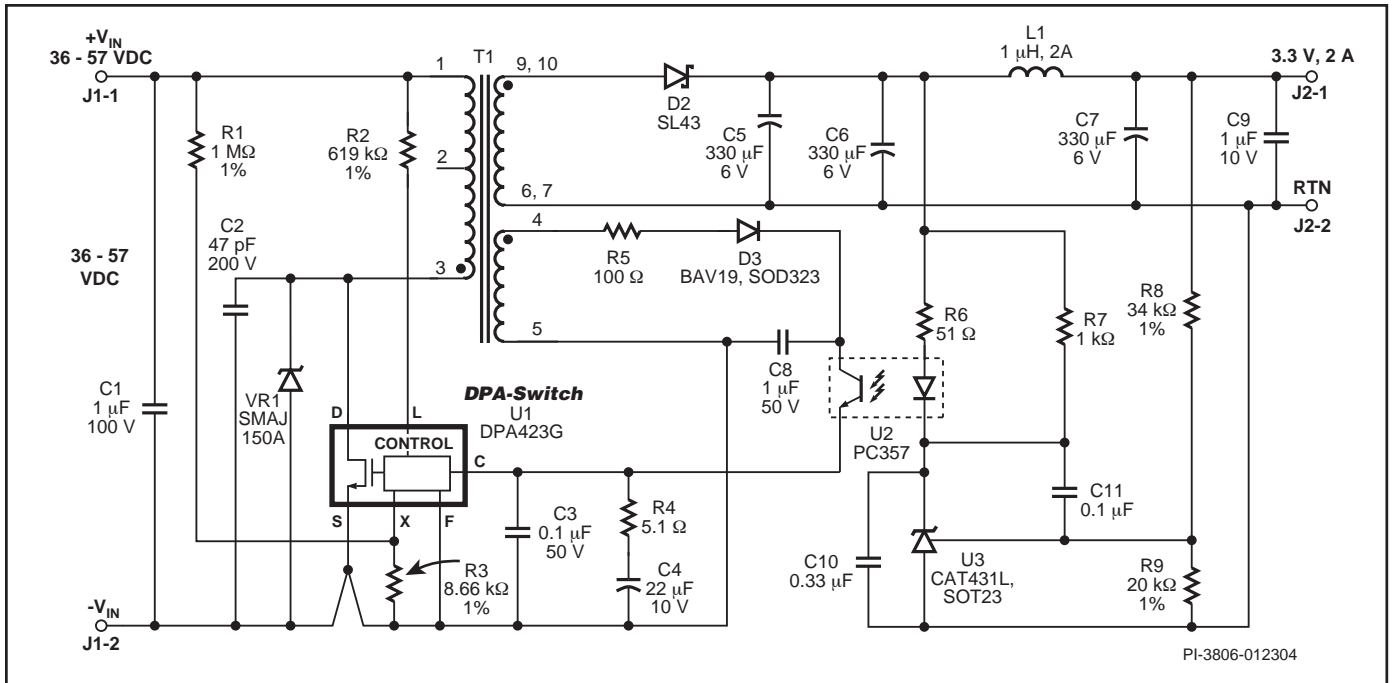 +VIN
36 - 57 VDC
J1-1
R1
1 MΩ
1%
R2
619 kΩ
1%
1
2
3
T1
9, 10
6, 7
4
5
D2
SL43
C5
330 µF
6 V
C6
330 µF
6 V
L1
1 µH, 2A
C7
330 µF
6 V
C9
1 µF
10 V
3.3 V, 2 A
J2-1
RTN
J2-2
36 - 57
VDC
C2
47 pF
200 V
R5
100 Ω
D3
BAV19, SOD323
R6
51 Ω
R7
1 kΩ
R8
34 kΩ
1%
C1
1 µF
100 V
VR1
SMAJ
150A
DPA-Switch
U1
DPA423G
D
L
CONTROL
C
S
X
F
C8
1 µF
50 V
U2
PC357
R3
8.66 kΩ
1%
C3
0.1 µF
50 V
R4
5.1 Ω
C4
22 µF
10 V
C10
0.33 µF
C11
0.1 µF
U3
CAT431L,
SOT23
R9
20 kΩ
1%
-VIN
J1-2
PI-3806-012304